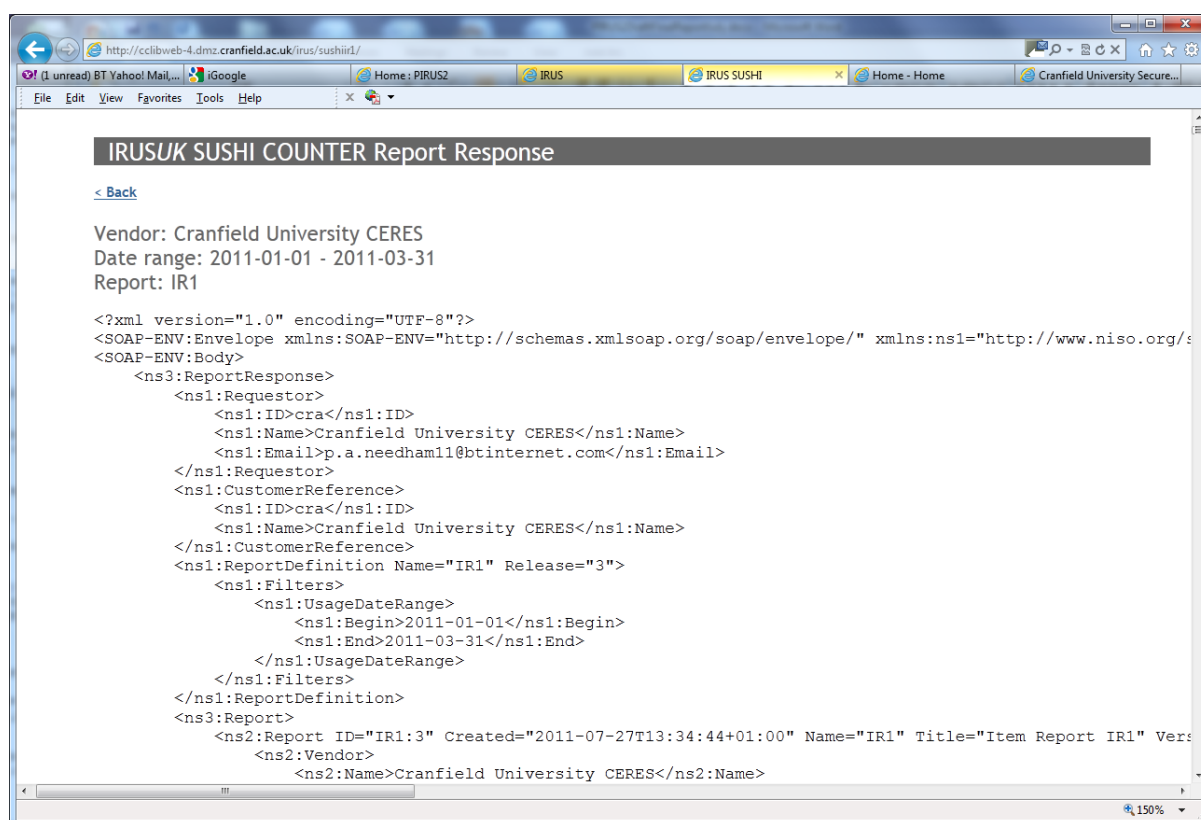 http://cclibweb-4.dmz.cranfield.ac.uk/irus/sushiir1/
(1 unread) BT Yahoo! Mail,... iGoogle Home : PIRUS2 IRUS IRUS SUSHI Home - Home Cranfield University Secure...
File Edit View Favorites Tools Help
IRUSUK SUSHI COUNTER Report Response
< Back
Vendor: Cranfield University CERES
Date range: 2011-01-01 - 2011-03-31
Report: IR1
<?xml version="1.0" encoding="UTF-8"?>
<SOAP-ENV:Envelope xmlns:SOAP-ENV="http://schemas.xmlsoap.org/soap/envelope/" xmlns:ns1="http://www.niso.org/s
<SOAP-ENV:Body>
<ns3:ReportResponse>
<ns1:Requestor>
<ns1:ID>cra</ns1:ID>
<ns1:Name>Cranfield University CERES</ns1:Name>
<ns1:Email>p.a.needham11@btinternet.com</ns1:Email>
</ns1:Requestor>
<ns1:CustomerReference>
<ns1:ID>cra</ns1:ID>
<ns1:Name>Cranfield University CERES</ns1:Name>
</ns1:CustomerReference>
<ns1:ReportDefinition Name="IR1" Release="3">
<ns1:Filters>
<ns1:UsageDateRange>
<ns1:Begin>2011-01-01</ns1:Begin>
<ns1:End>2011-03-31</ns1:End>
</ns1:UsageDateRange>
</ns1:Filters>
</ns1:ReportDefinition>
<ns3:Report>
<ns2:Report ID="IR1:3" Created="2011-07-27T13:34:44+01:00" Name="IR1" Title="Item Report IR1" Vers
<ns2:Vendor>
<ns2:Name>Cranfield University CERES</ns2:Name>
150%